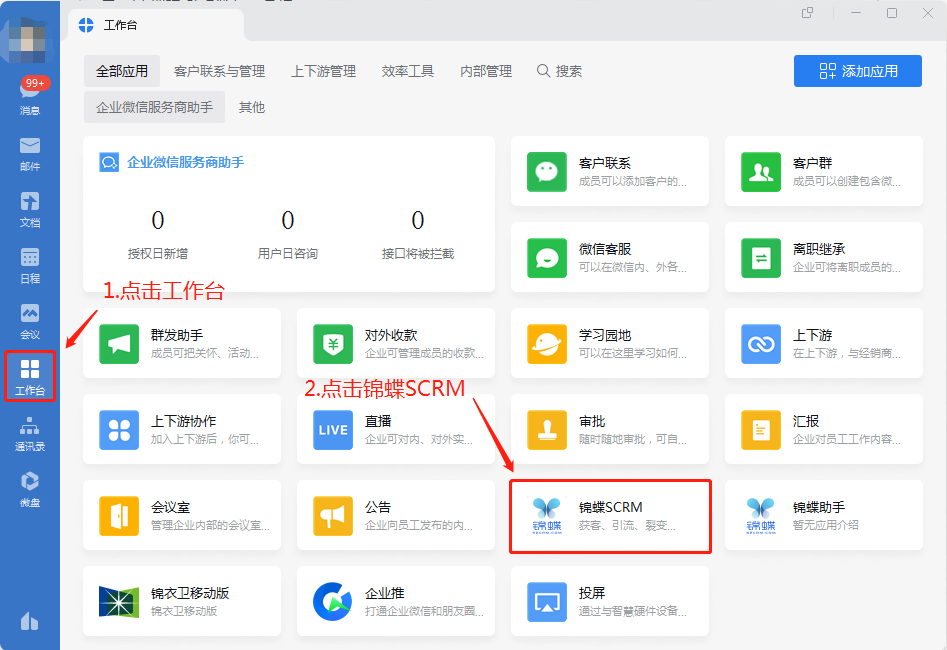 工作台
99+
消息
邮件
文档
日程
会议
工作台
通讯录
微盘
全部应用 客户联系与管理 上下游管理 效率工具 内部管理 搜索
添加应用
企业微信服务商助手 其他
企业微信服务商助手
0 0 0
授权日新增 用户日咨询 接口将被拦截
客户联系
成员可以添加客户的...
客户群
成员可以创建包含微...
微信客服
可以在微信内、外各...
离职继承
企业可将离职成员的...
1.点击工作台
群发助手
成员可把关怀、活动...
对外收款
企业可管理成员的收款...
学习园地
可以在这里学习如何...
上下游
在上下游，与经销商...
2.点击锦蝶SCRM
上下游协作
加入上下游后，你可...
LIVE
直播
企业可对内、对外实...
审批
随时随地审批，可自...
汇报
企业对员工工作内容...
会议室
管理企业内部的会议室...
公告
企业向员工发布的内...
锦蝶
锦蝶SCRM
获客、引流、裂变...
锦蝶
锦蝶助手
暂无应用介绍
锦衣卫移动版
锦衣卫移动版
企业推
打通企业微信和朋友圈...
投屏
通过与智慧硬件设备...